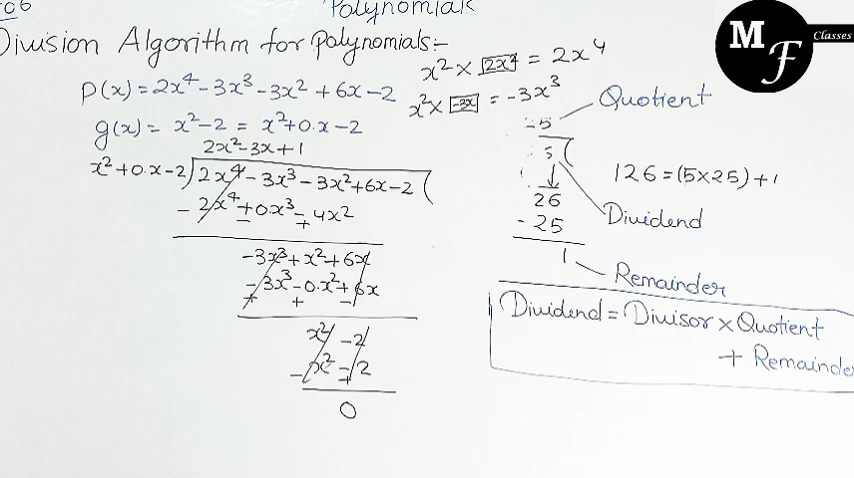 06
Polynomials
Division Algorithm for Polynomials:-
M F Classes
x² × 2x² = 2x⁴
x² × -3x = -3x³
P(x) = 2x⁴ - 3x³ - 3x² + 6x - 2
g(x) = x² - 2 = x² + 0.x - 2
2x² - 3x + 1
x² + 0.x - 2) 2x⁴ - 3x³ - 3x² + 6x - 2 (
- 2x⁴ + 0x³ - 4x²
- +
-3x³ + x² + 6x
- 3x³ - 0.x² + 6x
+ + -
x² - 2
- x² - 2
+
0
Quotient
25
5 (
26
- 25
1
126 = (5×25) + 1
Dividend
Remainder
Dividend = Divisor × Quotient
+ Remainder